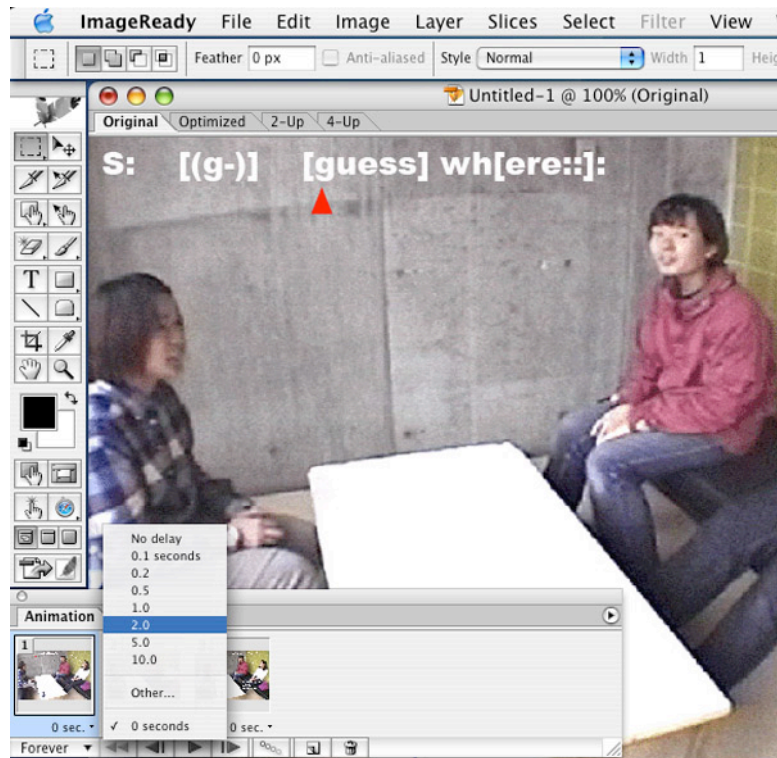 ImageReady File Edit Image Layer Slices Select Filter View
Feather 0 px Anti-aliased Style Normal Width 1
Untitled-1 @ 100% (Original)
Original Optimized 2-Up 4-Up
S: [(g-)] [guess] wh[ere::]:
T
No delay
0.1 seconds
0.2
0.5
1.0
2.0
5.0
10.0
Other...
✓ 0 seconds
Animation
1
0 sec. 0 sec.
Forever